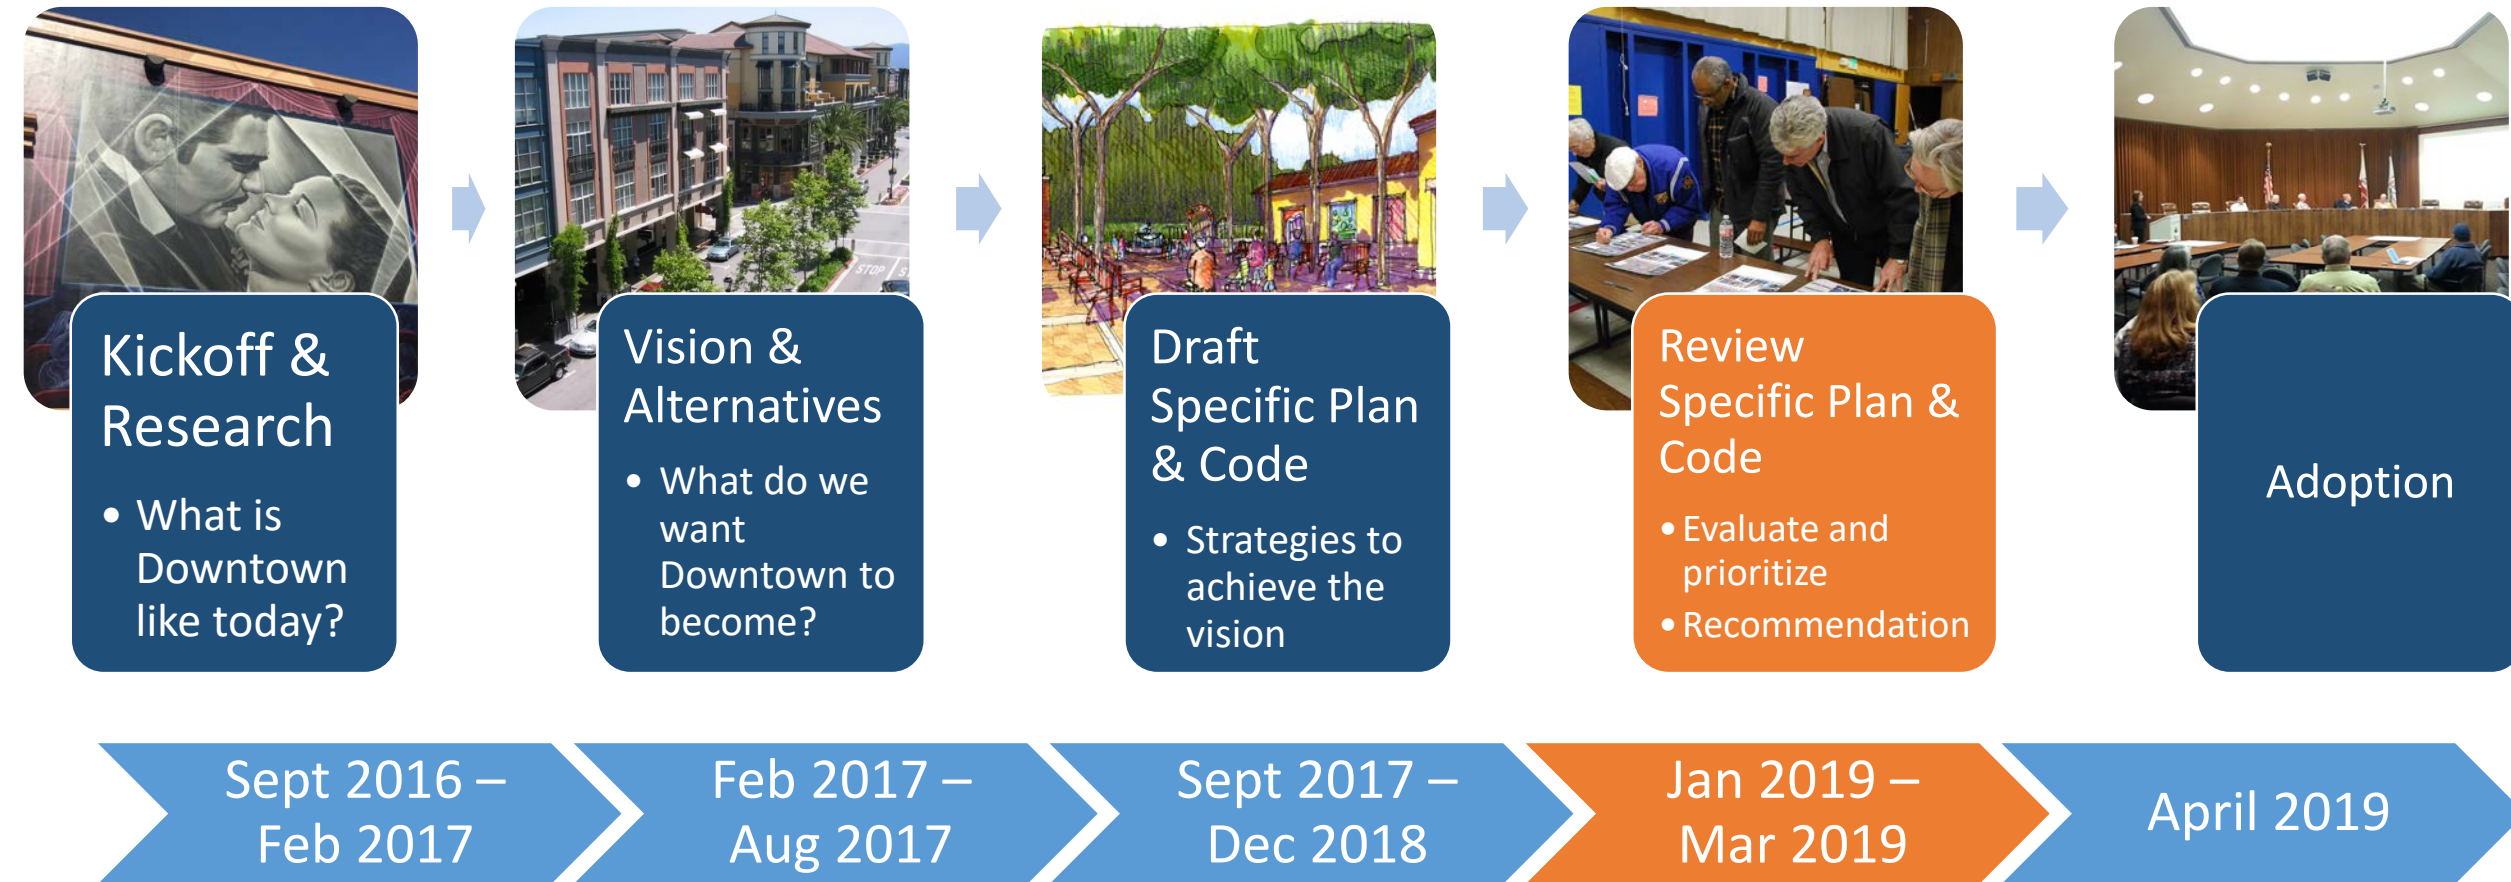 Kickoff &
Research
• What is
Downtown
like today?
Vision &
Alternatives
• What do we
want
Downtown to
become?
Draft
Specific Plan
& Code
• Strategies to
achieve the
vision
Review
Specific Plan &
Code
• Evaluate and
prioritize
• Recommendation
Adoption
STOP
Sept 2016 –
Feb 2017
Feb 2017 –
Aug 2017
Sept 2017 –
Dec 2018
Jan 2019 –
Mar 2019
April 2019